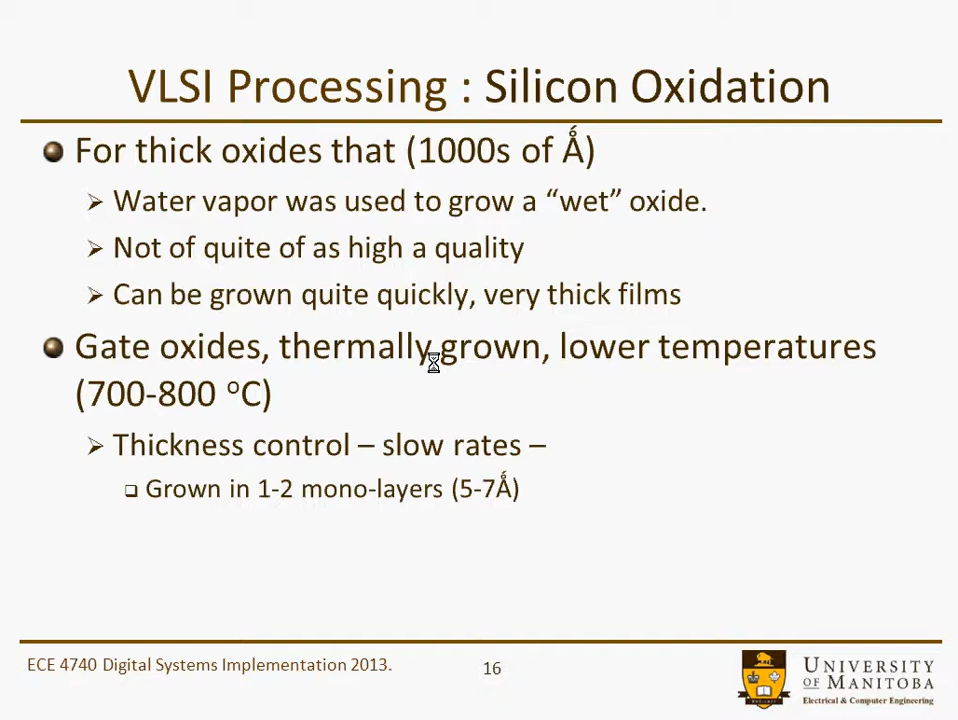 VLSI Processing : Silicon Oxidation
For thick oxides that (1000s of Ǻ)
Water vapor was used to grow a “wet” oxide.
Not of quite of as high a quality
Can be grown quite quickly, very thick films
Gate oxides, thermally grown, lower temperatures
(700-800 ºC)
Thickness control – slow rates –
Grown in 1-2 mono-layers (5-7Ǻ)
ECE 4740 Digital Systems Implementation 2013.
16
UNIVERSITY
OF MANITOBA
Electrical & Computer Engineering